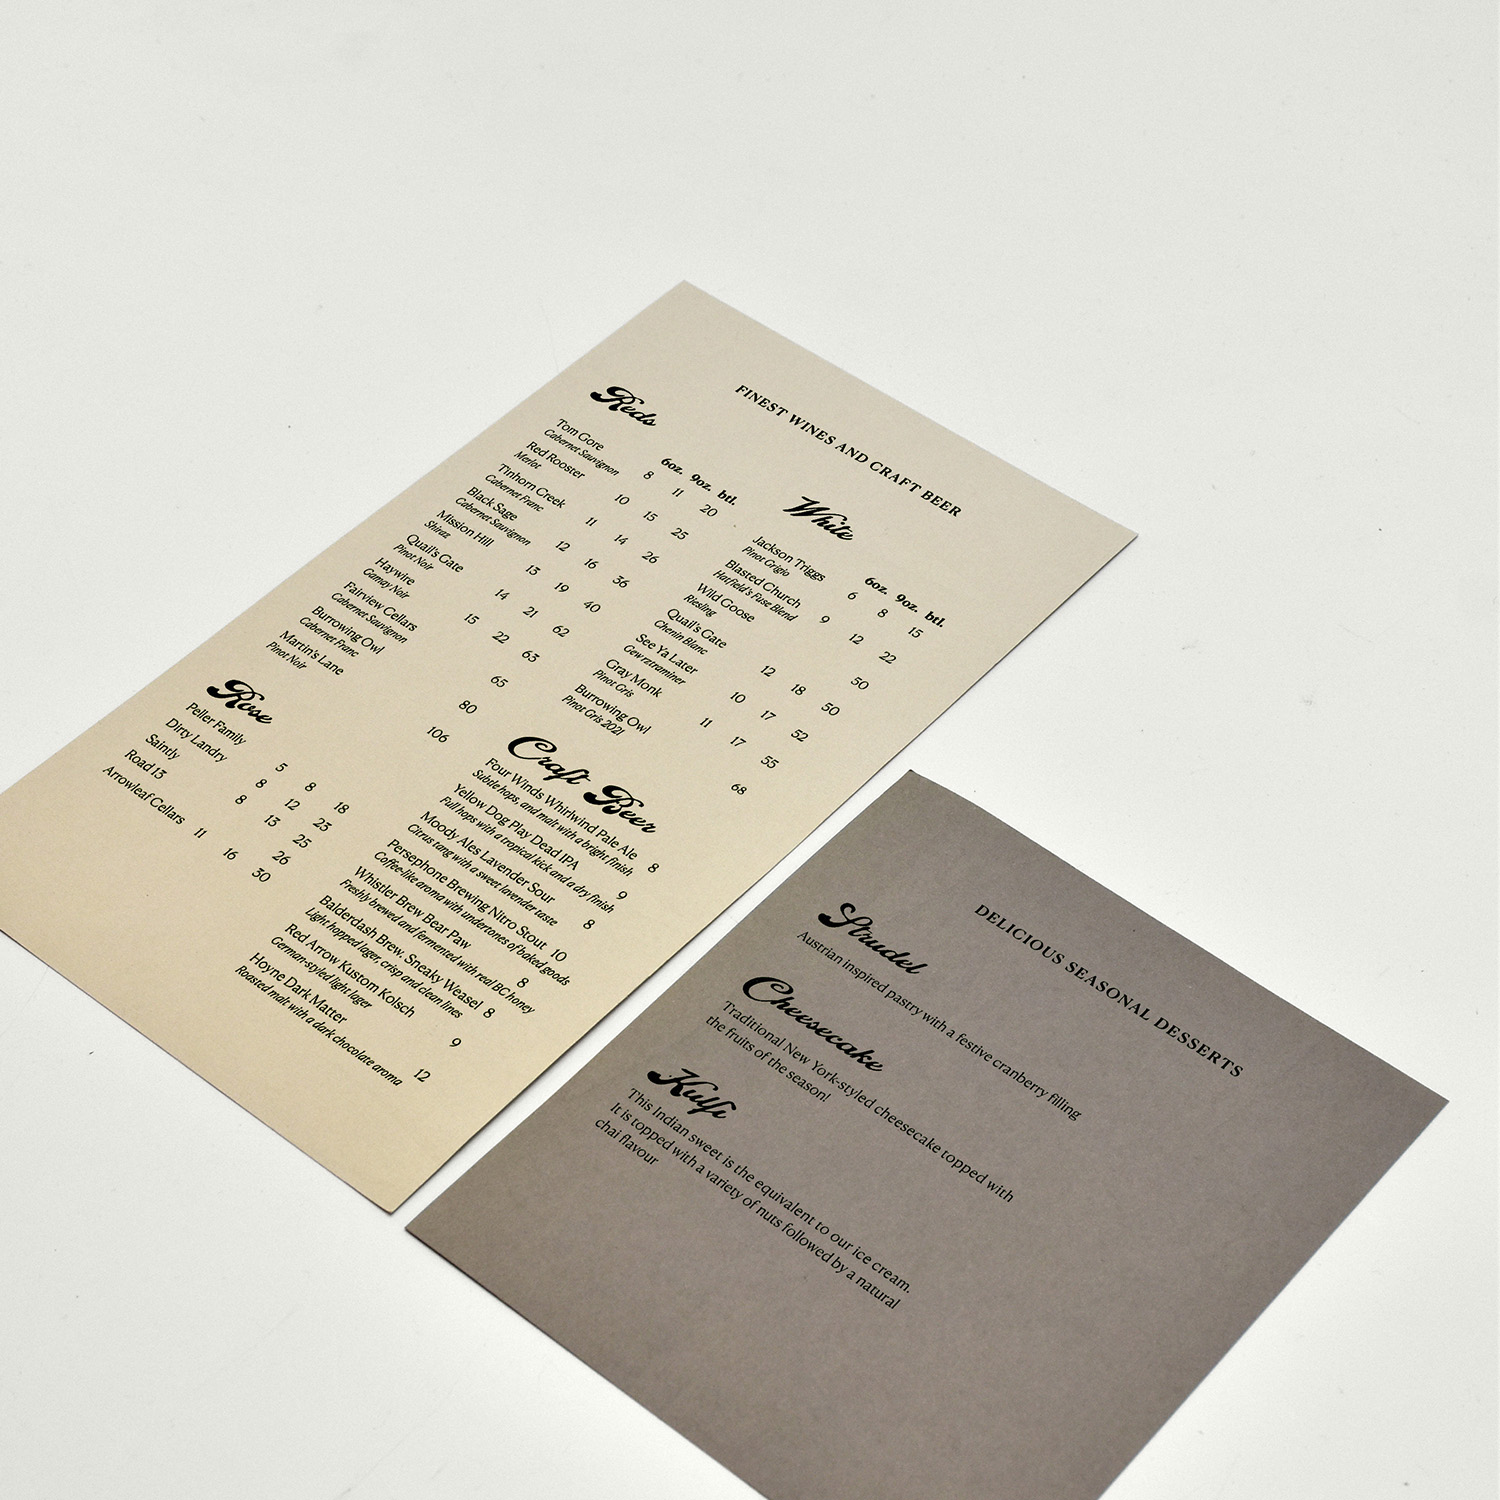 FINEST WINES AND CRAFT BEER
Reds
6oz. 9oz. btl.
Tom Gore 8 11 20
Cabernet Sauvignon
Red Rooster 10 15 25
Merlot
Tinhorn Creek 11 14 26
Cabernet Franc
Black Sage 12 16 36
Cabernet Sauvignon
Mission Hill 13 19 40
Shiraz
Quail's Gate 14 21 62
Pinot Noir
Haywire 15 22 63
Gamay Noir
Fairview Cellars 65
Cabernet Sauvignon
Burrowing Owl 80
Cabernet Franc
Martin's Lane 106
Pinot Noir
Rose
Peller Family 5 8 18
Dirty Landry 8 12 23
Saintly 8 13 25
Road 13 26
Arrowleaf Cellars 11 16 30
White
6oz. 9oz. btl.
Jackson Triggs 6 8 15
Pinot Grigio
Blasted Church 9 12 22
Hatfield's Fuse Blend
Wild Goose 50
Riesling
Quail's Gate 12 18 50
Chenin Blanc
See Ya Later 10 17 52
Gewrztraminer
Gray Monk 11 17 55
Pinot Gris
Burrowing Owl 68
Pinot Gris 2021
Craft Beer
Four Winds Whirlwind Pale Ale 8
Subtle hops, and malt with a bright finish
Yellow Dog Play Dead IPA 9
Full hops with a tropical kick and a dry finish
Moody Ales Lavender Sour 8
Citrus tang with a sweet lavender taste
Persephone Brewing Nitro Stout 10
Coffee-like aroma with undertones of baked goods
Whistler Brew Bear Paw 8
Freshly brewed and fermented with real BC honey
Balderdash Brew. Sneaky Weasel 8
Light hopped lager, crisp and clean lines
Red Arrow Kustom Kolsch 9
German-styled light lager
Hoyne Dark Matter 12
Roasted malt with a dark chocolate aroma
DELICIOUS SEASONAL DESSERTS
Strudel
Austrian inspired pastry with a festive cranberry filling
Cheesecake
Traditional New York-styled cheesecake topped with
the fruits of the season!
Kulfi
This Indian sweet is the equivalent to our ice cream.
It is topped with a variety of nuts followed by a natural
chai flavour